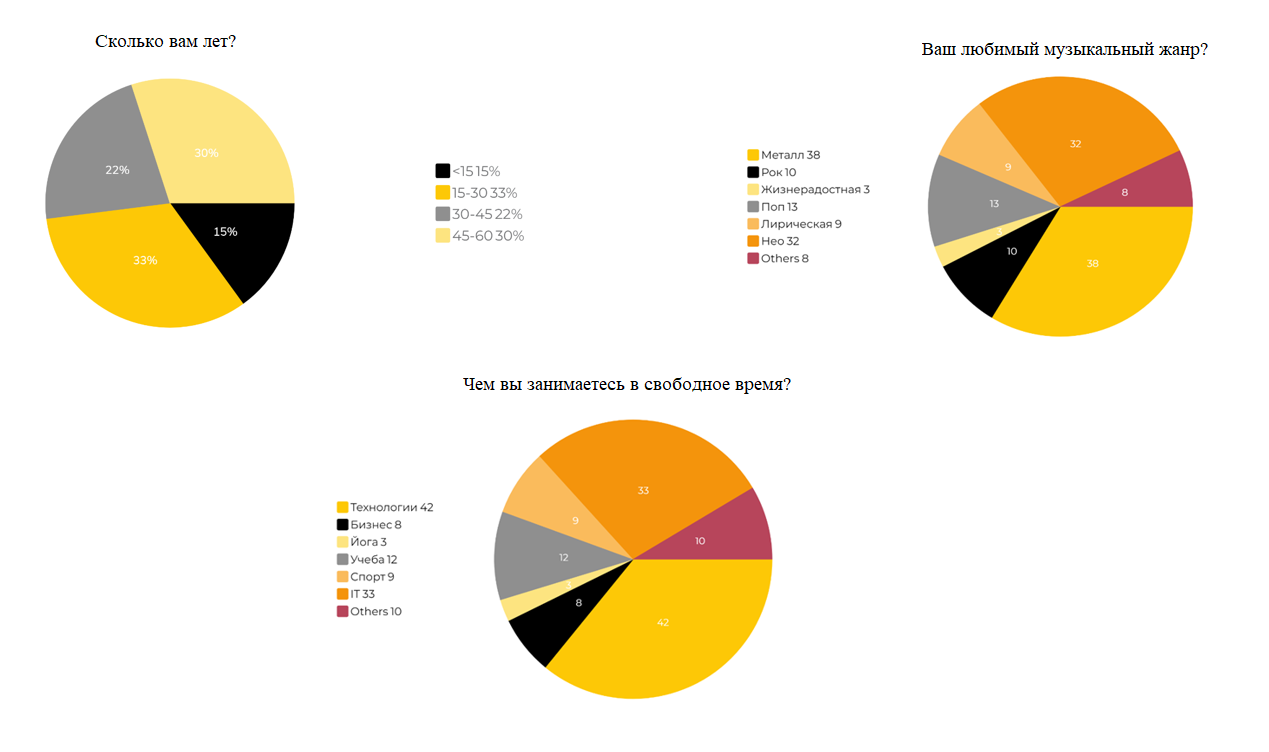 Сколько вам лет?
30%
22%
15%
33%
<15 15%
15-30 33%
30-45 22%
45-60 30%
Ваш любимый музыкальный жанр?
Металл 38
Рок 10
Жизнерадостная 3
Поп 13
Лирическая 9
Нео 32
Others 8
32
9
8
13
3
10
38
Чем вы занимаетесь в свободное время?
Технологии 42
Бизнес 8
Йога 3
Учеба 12
Спорт 9
IT 33
Others 10
33
9
10
12
3
8
42